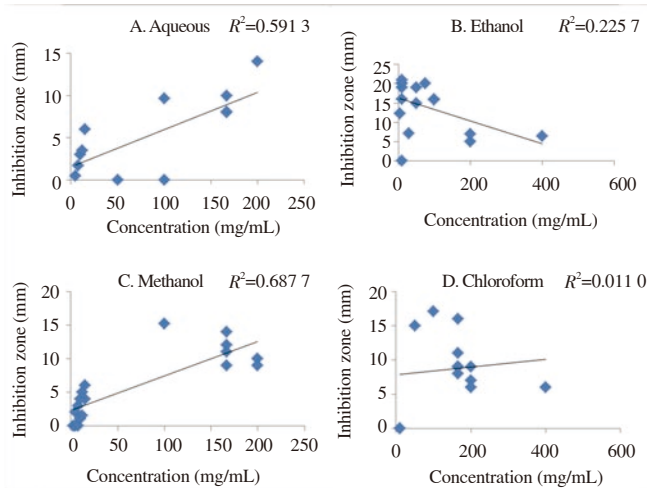 A. Aqueous R²=0.591 3
Inhibition zone (mm)
15
10
5
0
0 50 100 150 200 250
Concentration (mg/mL)
B. Ethanol R²=0.225 7
Inhibition zone (mm)
25
20
15
10
5
0
0 200 400 600
Concentration (mg/mL)
C. Methanol R²=0.687 7
Inhibition zone (mm)
20
15
10
5
0
0 50 100 150 200 250
Concentration (mg/mL)
D. Chloroform R²=0.011 0
Inhibition zone (mm)
20
15
10
5
0
0 200 400 600
Concentration (mg/mL)